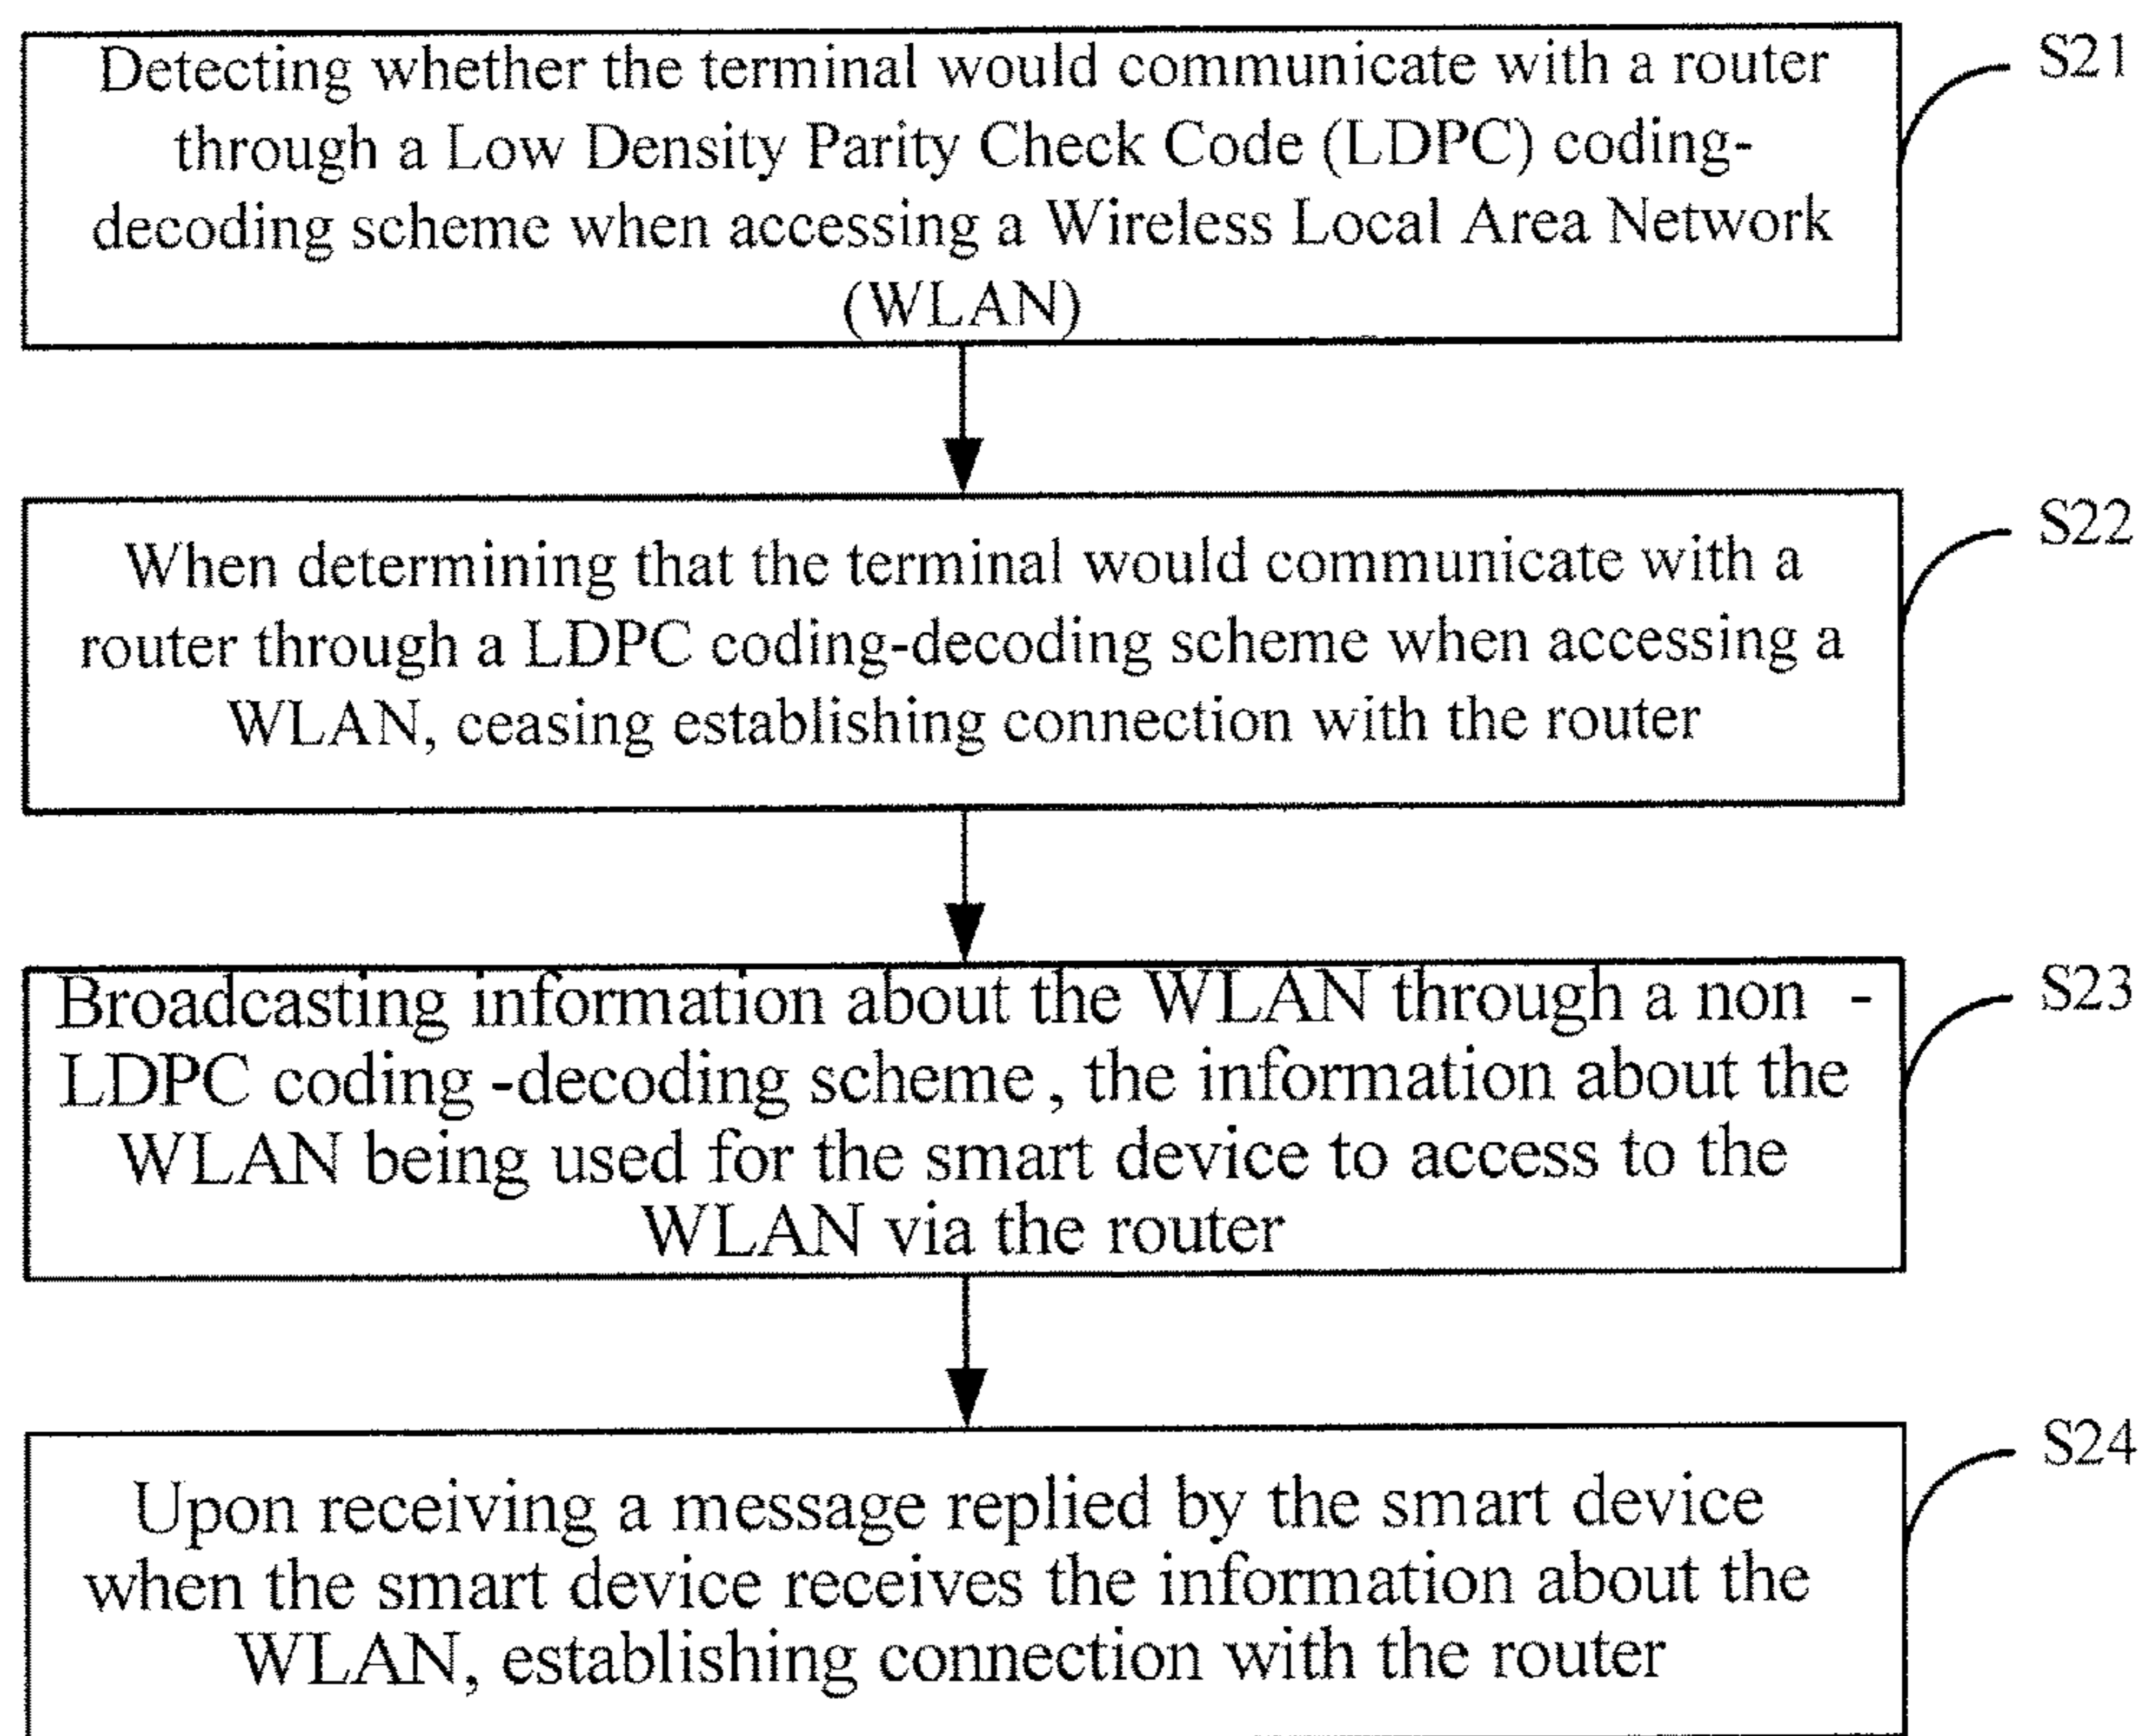 Detecting whether the terminal would communicate with a router
through a Low Density Parity Check Code (LDPC) coding-
decoding scheme when accessing a Wireless Local Area Network
(WLAN)
S21
When determining that the terminal would communicate with a
router through a LDPC coding-decoding scheme when accessing a
WLAN, ceasing establishing connection with the router
S22
Broadcasting information about the WLAN through a non -
LDPC coding -decoding scheme, the information about the
WLAN being used for the smart device to access to the
WLAN via the router
S23
Upon receiving a message replied by the smart device
when the smart device receives the information about the
WLAN, establishing connection with the router
S24